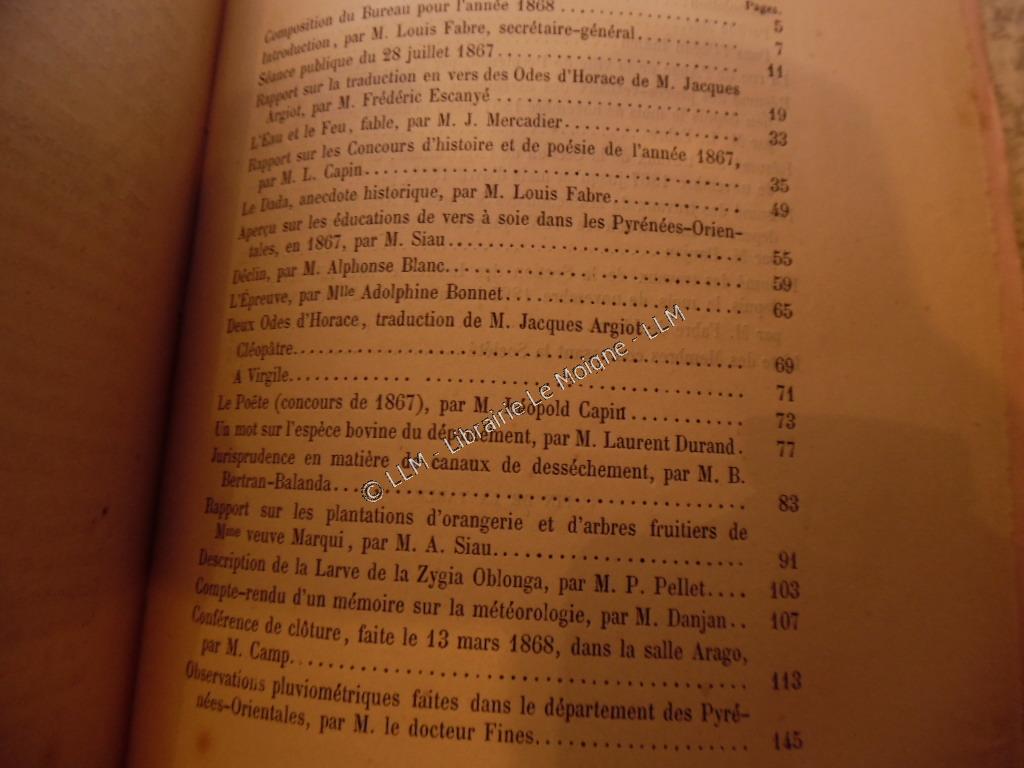 Pages.
Composition du Bureau pour l'année 1868 .............. 5
Introduction, par M. Louis Fabre, secrétaire-général......... 7
Séance publique du 28 juillet 1867.................... 11
Rapport sur la traduction en vers des Odes d'Horace de M. Jacques
Argiot, par M. Frédéric Escanyé .................... 19
L'Eau et le Feu, fable, par M. J. Mercadier............... 33
Rapport sur les Concours d'histoire et de poésie de l'année 1867,
par M. L. Capin............................... 35
Le Dada, anecdote historique, par M. Louis Fabre........... 49
Aperçu sur les éducations de vers à soie dans les Pyrénées-Orien-
tales, en 1867, par M. Siau........................ 55
Déclin, par M. Alphonse Blanc........................ 59
L'Épreuve, par Mlle Adolphine Bonnet.................. 65
Deux Odes d'Horace, traduction de M. Jacques Argiot
Cléopâtre.................................... 69
A Virgile...... .......................... 71
Le Poëte (concours de 1867), par M. Léopold Capin ......... 73
Un mot sur l'espèce bovine du département, par M. Laurent Durand. 77
Jurisprudence en matière de canaux de desséchement, par M. B.
Bertran-Balanda................................ 83
Rapport sur les plantations d'orangerie et d'arbres fruitiers de
Mme veuve Marqui, par M. A. Siau.................. 91
Description de la Larve de la Zygia Oblonga, par M. P. Pellet.... 103
Compte-rendu d'un mémoire sur la météorologie, par M. Danjan.. 107
Conférence de clôture, faite le 13 mars 1868, dans la salle Arago,
par M. Camp.................................. 113
Observations pluviométriques faites dans le département des Pyré-
nées-Orientales, par M. le docteur Fines................ 145
© LLM - Librairie Le Moigne - LLM